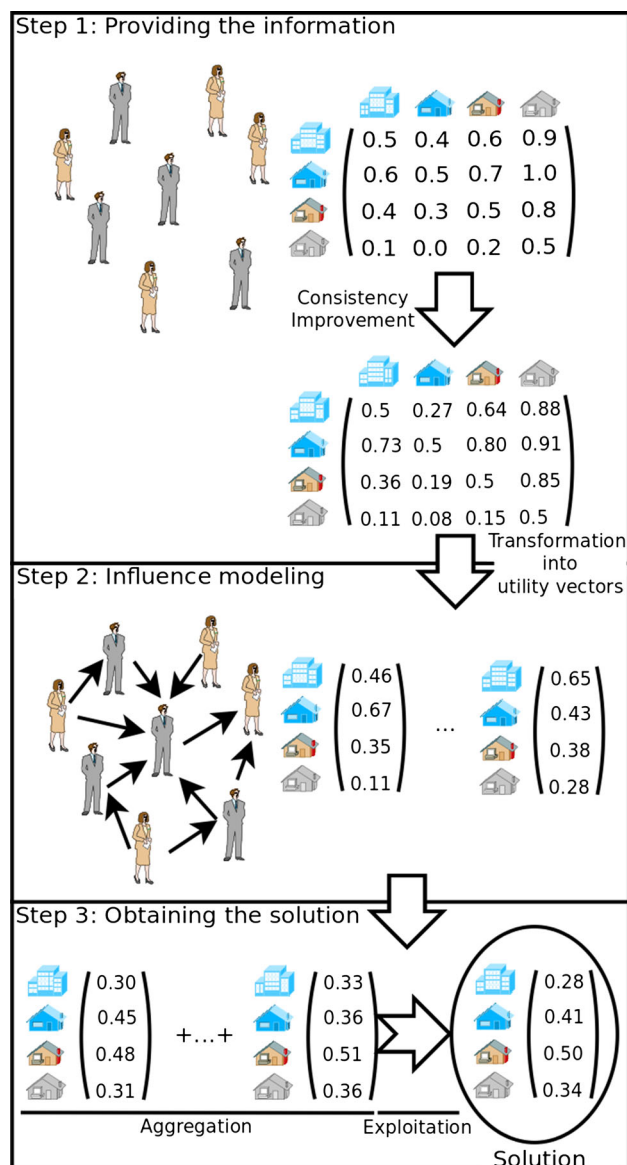 Step 1: Providing the information
0.5 0.4 0.6 0.9
0.6 0.5 0.7 1.0
0.4 0.3 0.5 0.8
0.1 0.0 0.2 0.5
Consistency
Improvement
0.5 0.27 0.64 0.88
0.73 0.5 0.80 0.91
0.36 0.19 0.5 0.85
0.11 0.08 0.15 0.5
Transformation
into
utility vectors
Step 2: Influence modeling
0.46 0.65
0.67 ... 0.43
0.35 0.38
0.11 0.28
Step 3: Obtaining the solution
0.30 0.33 0.28
0.45 +...+ 0.36 0.41
0.48 0.51 0.50
0.31 0.36 0.34
Aggregation Exploitation
Solution